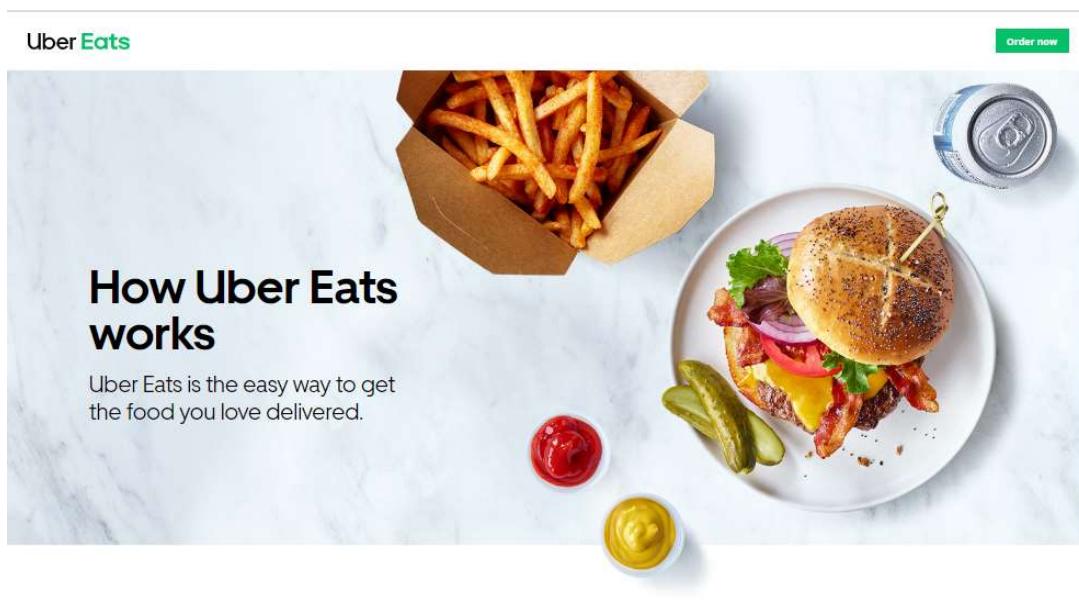 Uber Eats
Order now
How Uber Eats
works
Uber Eats is the easy way to get
the food you love delivered.